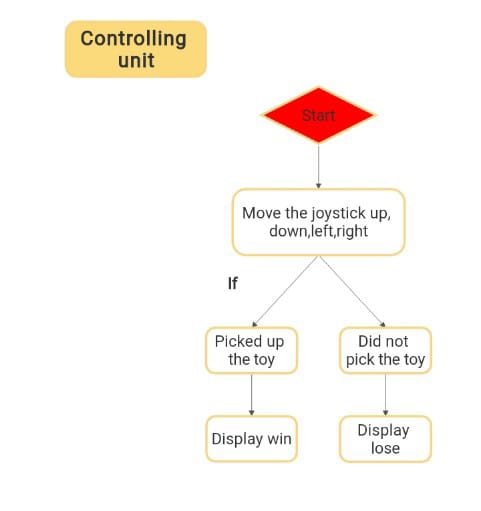 Controlling
unit
Start
Move the joystick up,
down,left,right
If
Picked up
the toy
Did not
pick the toy
Display win
Display
lose